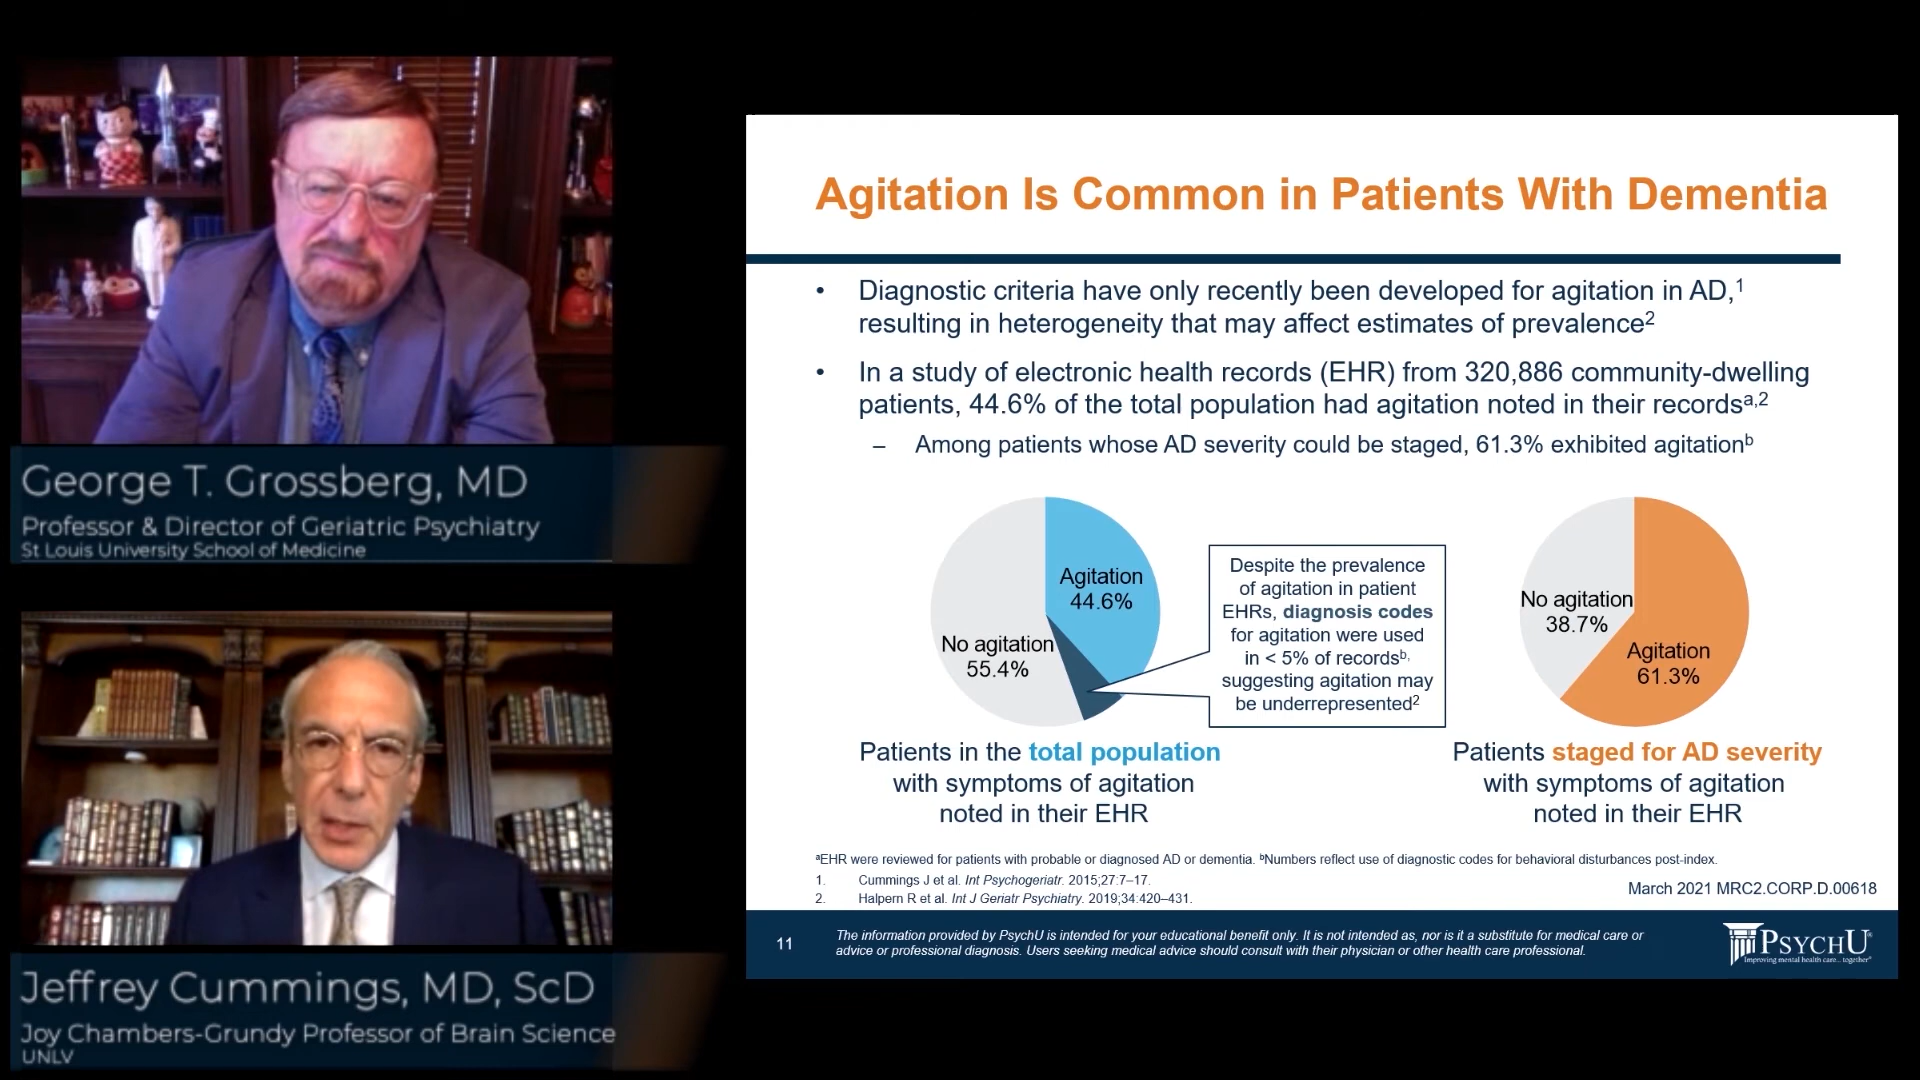 George T. Grossberg, MD
Professor & Director of Geriatric Psychiatry
St Louis University School of Medicine
Jeffrey Cummings, MD, ScD
Joy Chambers-Grundy Professor of Brain Science
UNLV
Agitation Is Common in Patients With Dementia
• Diagnostic criteria have only recently been developed for agitation in AD,¹
resulting in heterogeneity that may affect estimates of prevalence²
• In a study of electronic health records (EHR) from 320,886 community-dwelling
patients, 44.6% of the total population had agitation noted in their recordsᵃ,²
– Among patients whose AD severity could be staged, 61.3% exhibited agitationᵇ
Agitation
44.6%
No agitation
55.4%
Despite the prevalence
of agitation in patient
EHRs, diagnosis codes
for agitation were used
in < 5% of recordsᵇ,
suggesting agitation may
be underrepresented²
No agitation
38.7%
Agitation
61.3%
Patients in the total population
with symptoms of agitation
noted in their EHR
Patients staged for AD severity
with symptoms of agitation
noted in their EHR
ᵃEHR were reviewed for patients with probable or diagnosed AD or dementia. ᵇNumbers reflect use of diagnostic codes for behavioral disturbances post-index.
1. Cummings J et al. Int Psychogeriatr. 2015;27:7–17.
2. Halpern R et al. Int J Geriatr Psychiatry. 2019;34:420–431.
March 2021 MRC2.CORP.D.00618
11
The information provided by PsychU is intended for your educational benefit only. It is not intended as, nor is it a substitute for medical care or
advice or professional diagnosis. Users seeking medical advice should consult with their physician or other health care professional.
PSYCHU®
Improving mental health care... together®